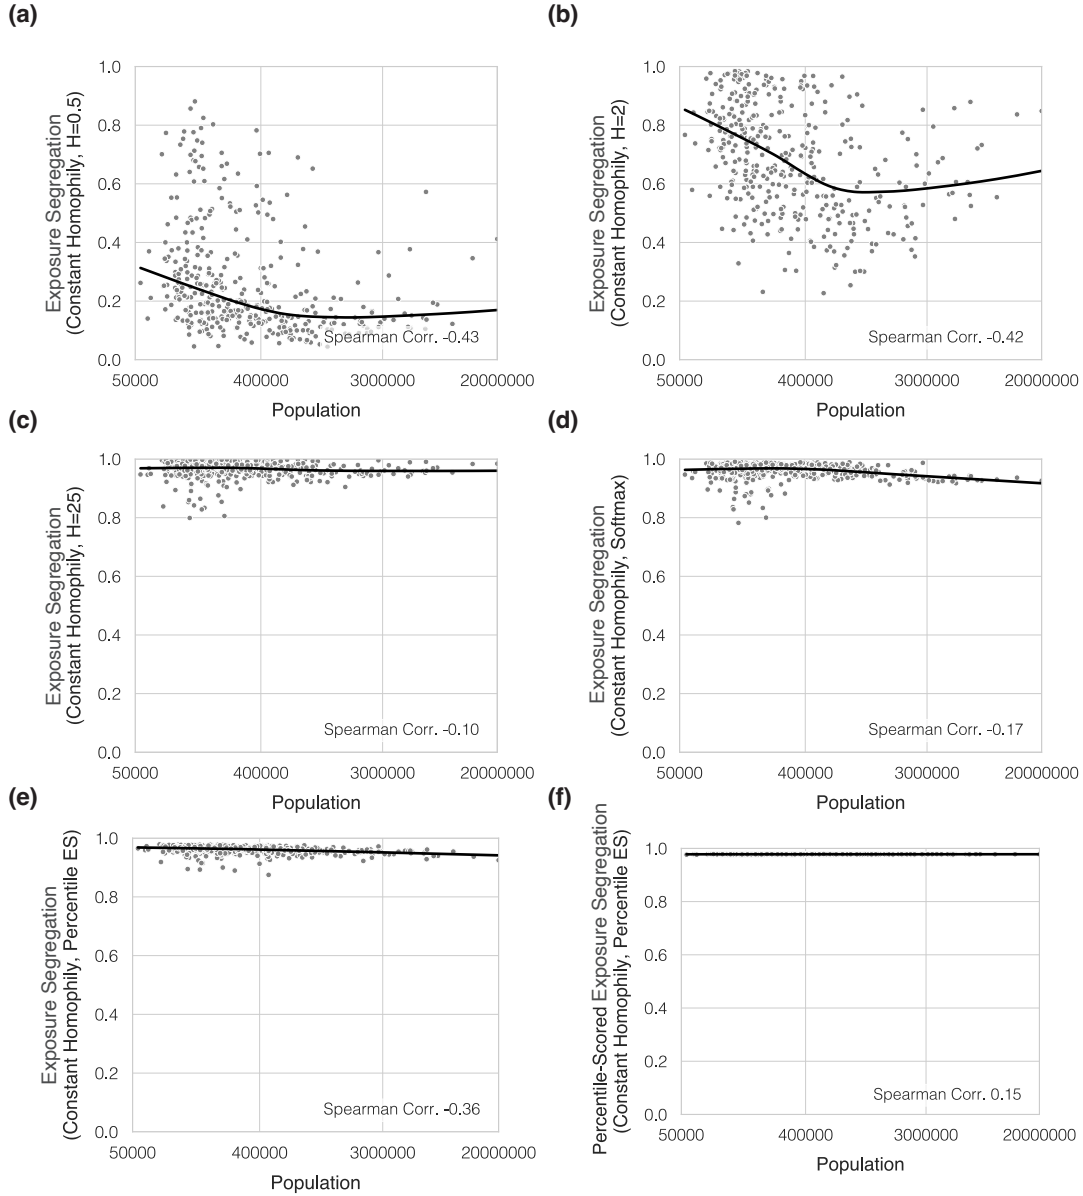 (a)
(b)
1.0
0.8
0.6
0.4
0.2
0.0
Exposure Segregation
(Constant Homophily, H=0.5)
Spearman Corr. -0.43
50000
400000
3000000
20000000
Population
1.0
0.8
0.6
0.4
0.2
0.0
Exposure Segregation
(Constant Homophily, H=2)
Spearman Corr. -0.42
50000
400000
3000000
20000000
Population
(c)
(d)
1.0
0.8
0.6
0.4
0.2
0.0
Exposure Segregation
(Constant Homophily, H=25)
Spearman Corr. -0.10
50000
400000
3000000
20000000
Population
1.0
0.8
0.6
0.4
0.2
0.0
Exposure Segregation
(Constant Homophily, Softmax)
Spearman Corr. -0.17
50000
400000
3000000
20000000
Population
(e)
(f)
1.0
0.8
0.6
0.4
0.2
0.0
Exposure Segregation
(Constant Homophily, Percentile ES)
Spearman Corr. -0.36
50000
400000
3000000
20000000
Population
1.0
0.8
0.6
0.4
0.2
0.0
Percentile-Scored Exposure Segregation
(Constant Homophily, Percentile ES)
Spearman Corr. 0.15
50000
400000
3000000
20000000
Population